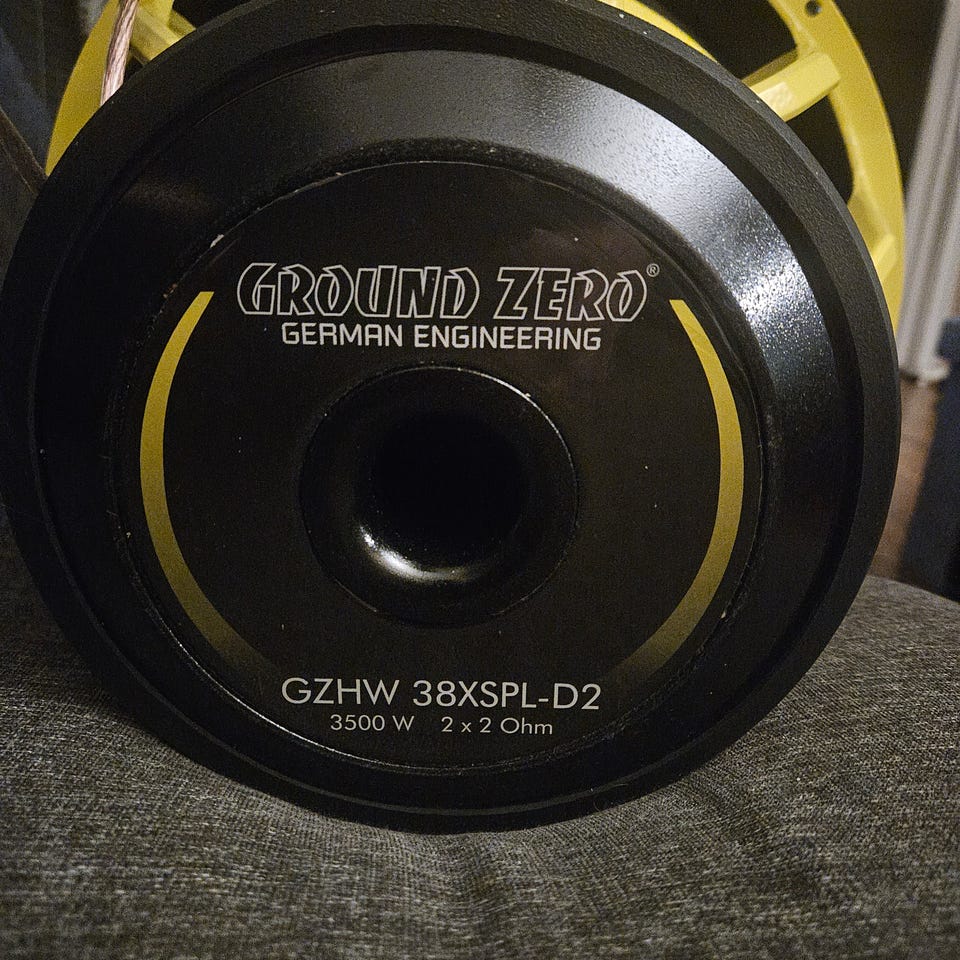 GROUND ZERO®
GERMAN ENGINEERING
GZHW 38XSPL-D2
3500 W 2 x 2 Ohm